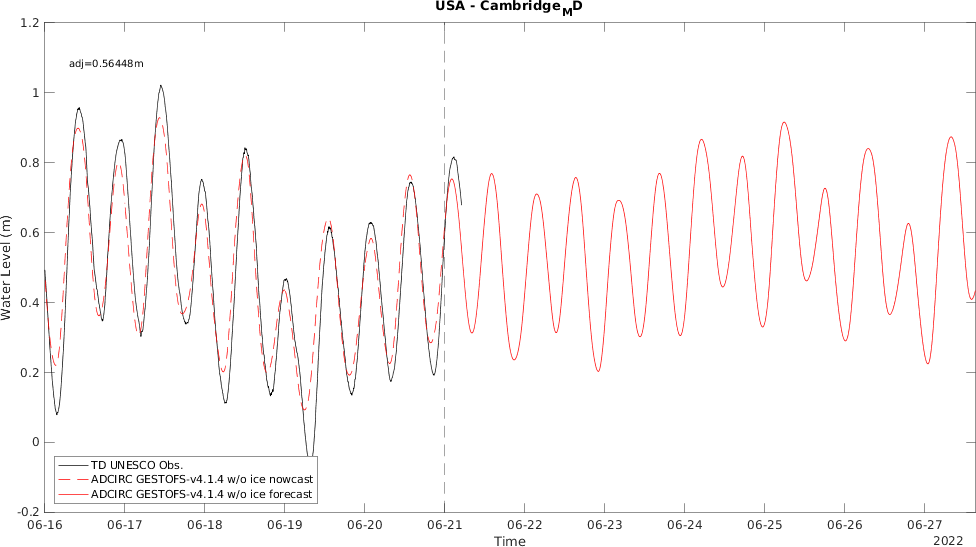 USA - Cambridge_MD
1.2
adj=0.56448m
1
0.8
0.6
0.4
0.2
0
-0.2
Water Level (m)
TD UNESCO Obs.
ADCIRC GESTOFS-v4.1.4 w/o ice nowcast
ADCIRC GESTOFS-v4.1.4 w/o ice forecast
06-16 06-17 06-18 06-19 06-20 06-21 06-22 06-23 06-24 06-25 06-26 06-27
Time
2022